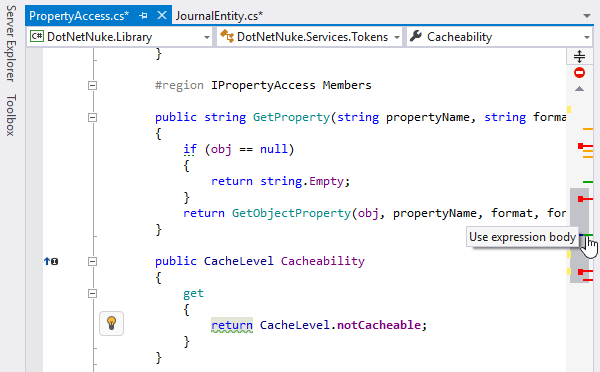 PropertyAccess.cs*
JournalEntity.cs*
Server Explorer
Toolbox
C# DotNetNuke.Library
DotNetNuke.Services.Tokens
Cacheability
}
#region IPropertyAccess Members
public string GetProperty(string propertyName, string forma
{
if (obj == null)
{
return string.Empty;
}
return GetObjectProperty(obj, propertyName, format, for
}
Use expression body
public CacheLevel Cacheability
{
get
{
return CacheLevel.notCacheable;
}
}